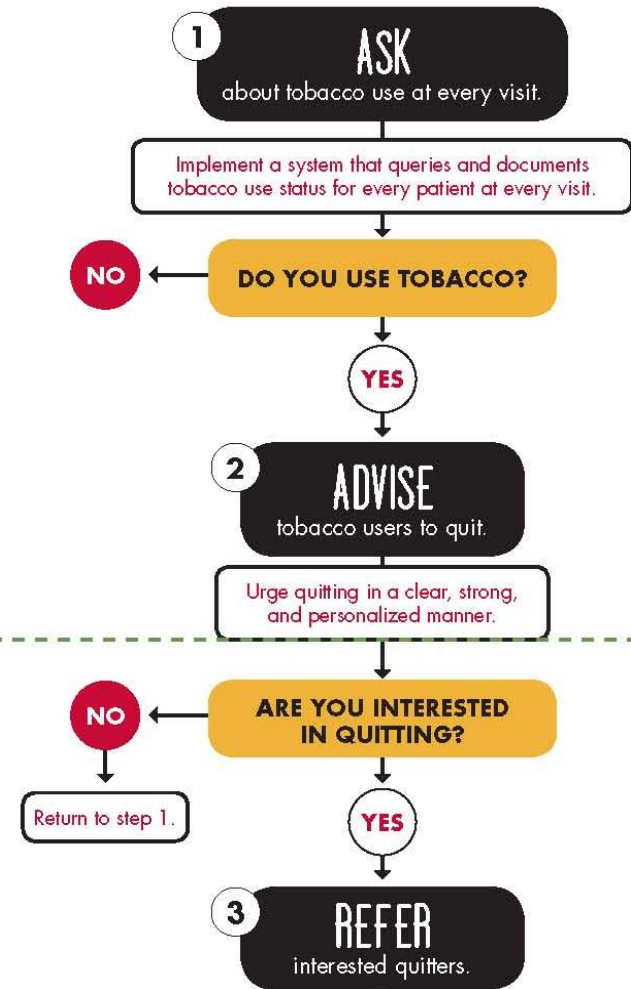 1
ASK
about tobacco use at every visit.
Implement a system that queries and documents
tobacco use status for every patient at every visit.
NO
DO YOU USE TOBACCO?
YES
2
ADVISE
tobacco users to quit.
Urge quitting in a clear, strong,
and personalized manner.
NO
ARE YOU INTERESTED
IN QUITTING?
Return to step 1.
YES
3
REFER
interested quitters.